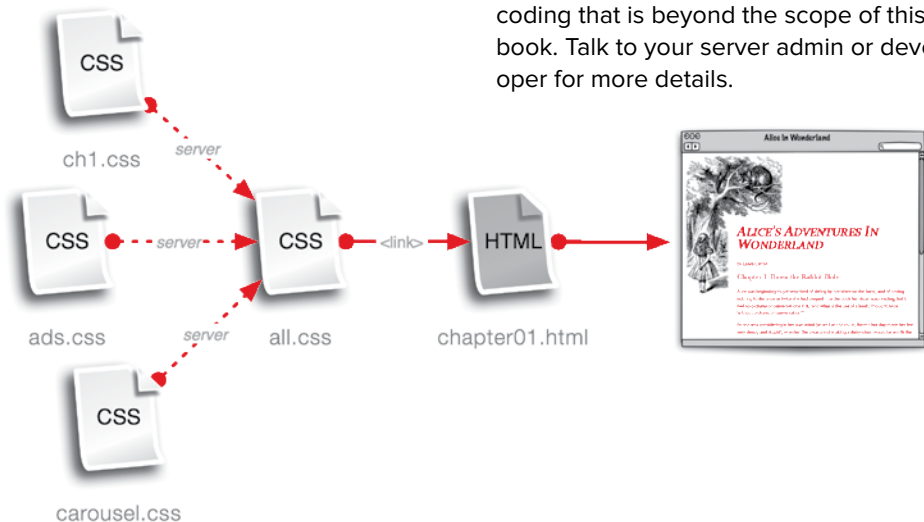 coding that is beyond the scope of this
book. Talk to your server admin or deve
oper for more details.
CSS
ch1.css
server
CSS
ads.css
server
CSS
all.css
<link>
HTML
chapter01.html
server
CSS
carousel.css
Alice In Wonderland
ALICE'S ADVENTURES IN
WONDERLAND
Chapter 1. Down the Rabbit-Hole